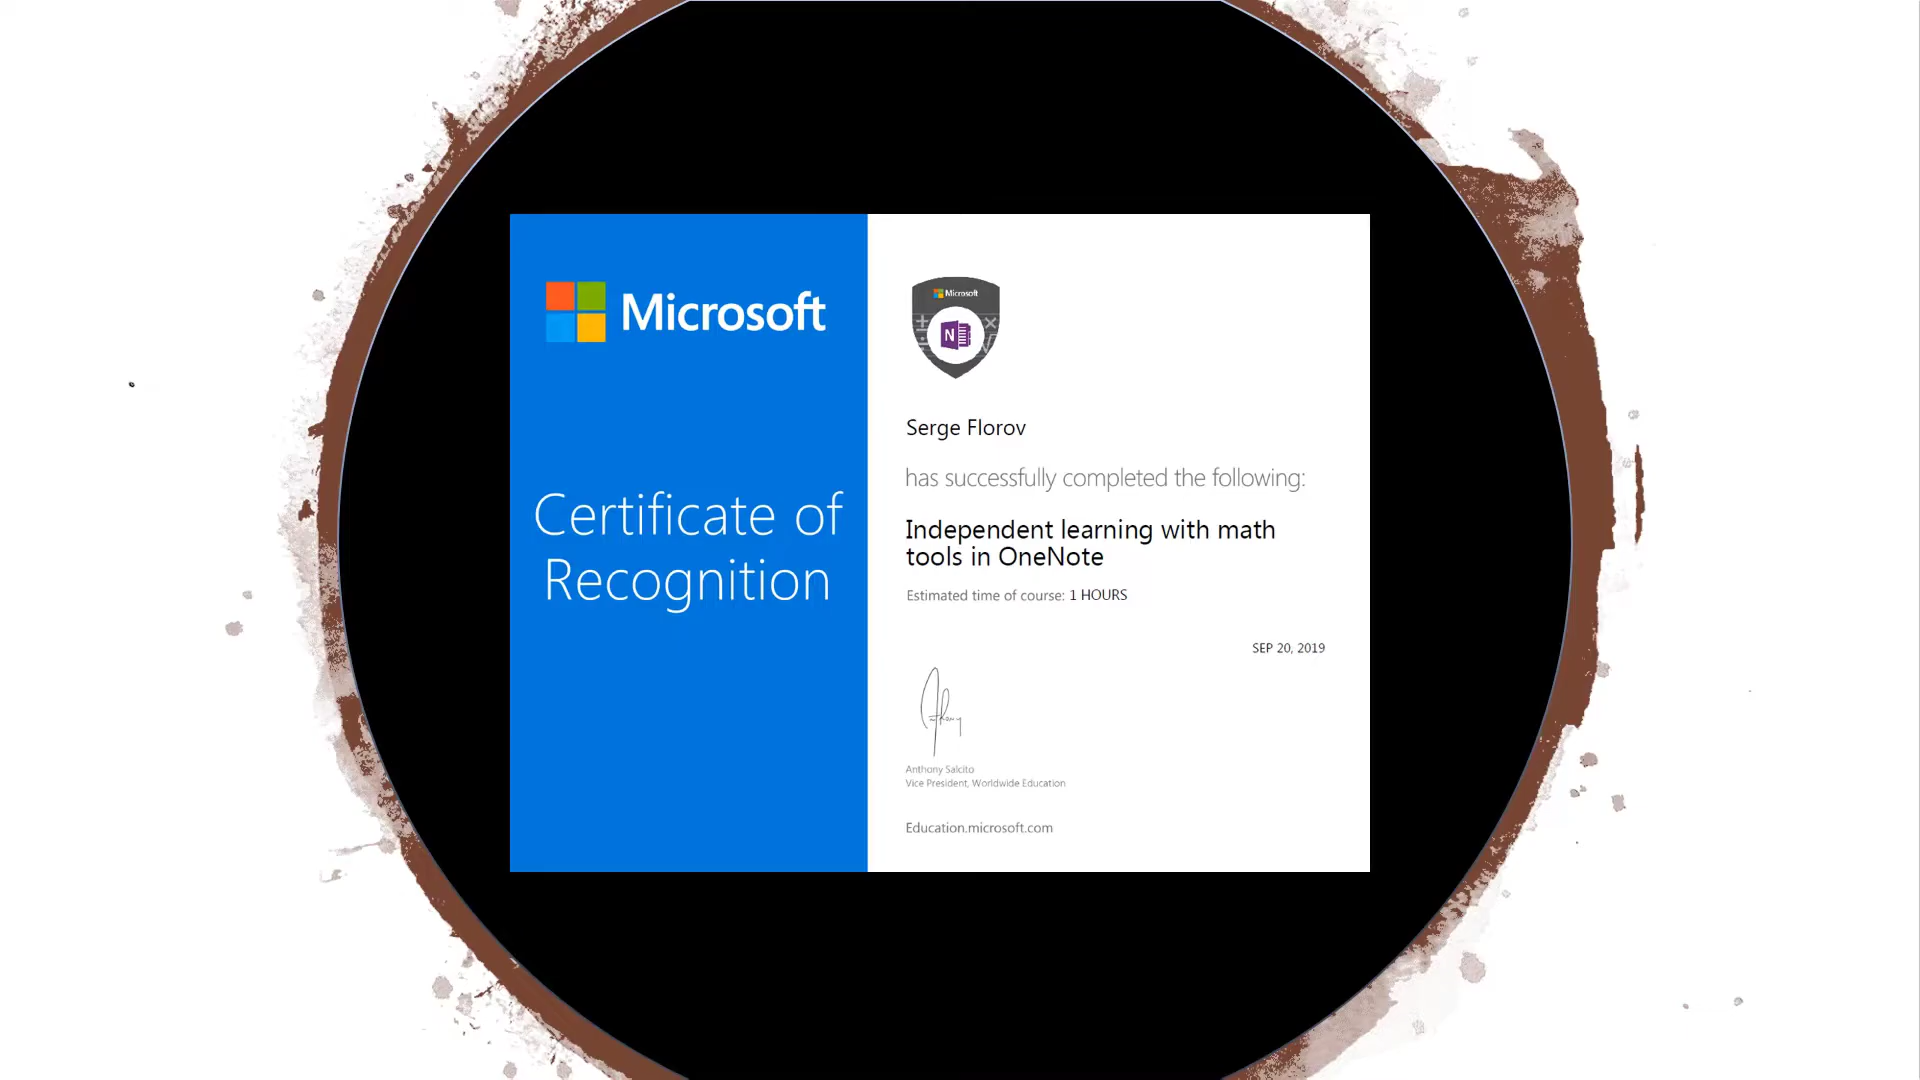 Microsoft
Certificate of
Recognition
Microsoft
N
Serge Florov
has successfully completed the following:
Independent learning with math
tools in OneNote
Estimated time of course: 1 HOURS
SEP 20, 2019
Anthony
Anthony Salcito
Vice President, Worldwide Education
Education.microsoft.com